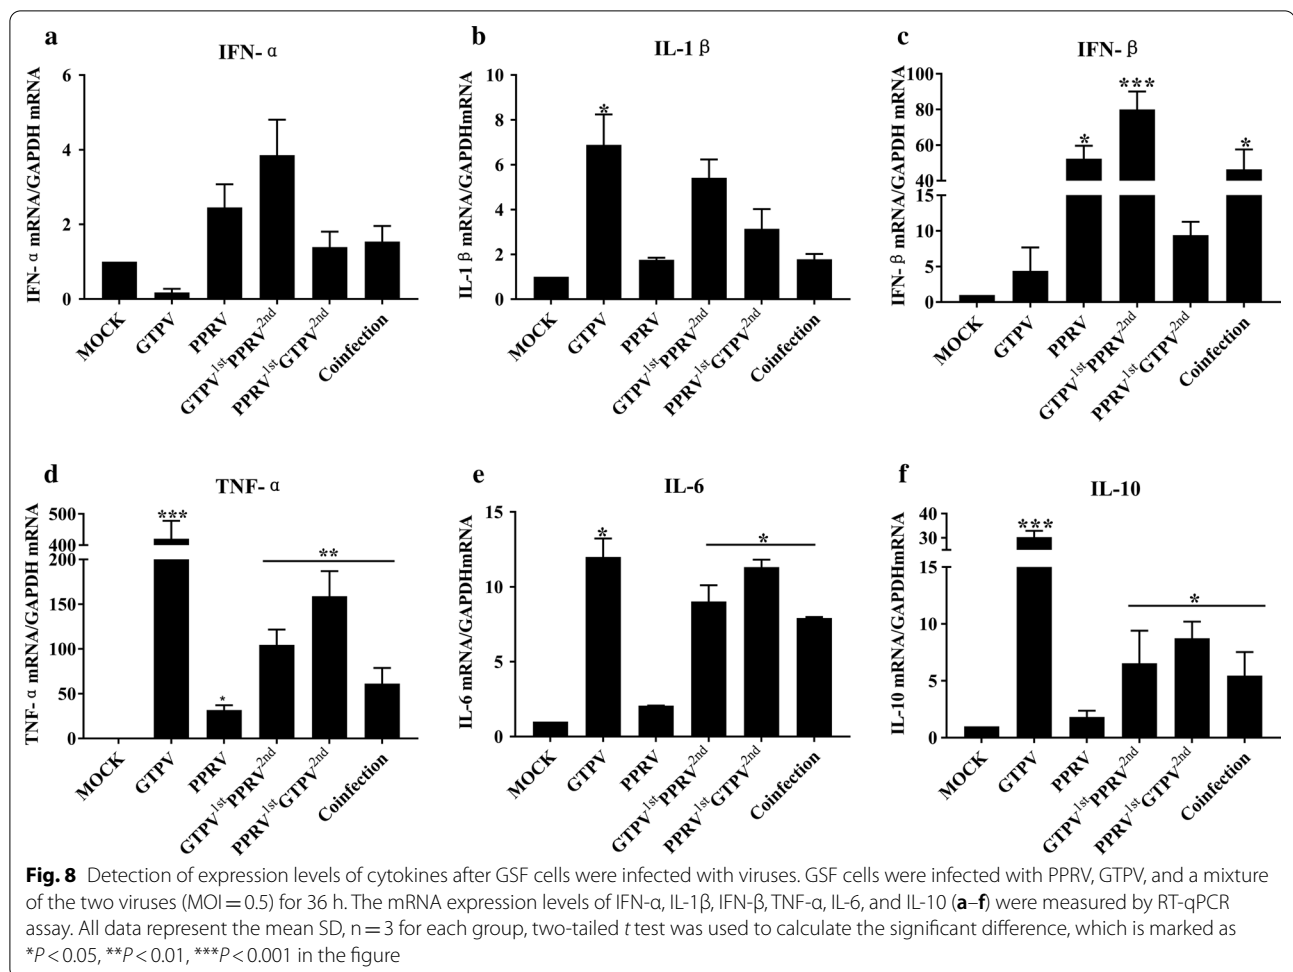 a
IFN- α
IFN- α mRNA/GAPDH mRNA
6
4
2
0
MOCK
GTPV
PPRV
GTPV1stPPRV2nd
PPRV1stGTPV2nd
Coinfection
b
IL-1 β
IL-1 β mRNA/GAPDHmRNA
10
8
6
4
2
0
*
MOCK
GTPV
PPRV
GTPV1stPPRV2nd
PPRV1stGTPV2nd
Coinfection
c
IFN- β
IFN- β mRNA/GAPDH mRNA
100
80
60
40
15
10
5
0
*
***
*
MOCK
GTPV
PPRV
GTPV1stPPRV2nd
PPRV1stGTPV2nd
Coinfection
d
TNF- α
TNF- α mRNA/GAPDH mRNA
500
400
200
150
100
50
0
***
*
**
MOCK
GTPV
PPRV
GTPV1stPPRV2nd
PPRV1stGTPV2nd
Coinfection
e
IL-6
IL-6 mRNA/GAPDHmRNA
15
10
5
0
*
*
MOCK
GTPV
PPRV
GTPV1stPPRV2nd
PPRV1stGTPV2nd
Coinfection
f
IL-10
IL-10 mRNA/GAPDHmRNA
40
30
20
15
10
5
0
***
*
MOCK
GTPV
PPRV
GTPV1stPPRV2nd
PPRV1stGTPV2nd
Coinfection
Fig. 8 Detection of expression levels of cytokines after GSF cells were infected with viruses. GSF cells were infected with PPRV, GTPV, and a mixture
of the two viruses (MOI = 0.5) for 36 h. The mRNA expression levels of IFN-α, IL-1β, IFN-β, TNF-α, IL-6, and IL-10 (a–f) were measured by RT-qPCR
assay. All data represent the mean SD, n = 3 for each group, two-tailed t test was used to calculate the significant difference, which is marked as
*P < 0.05, **P < 0.01, ***P < 0.001 in the figure